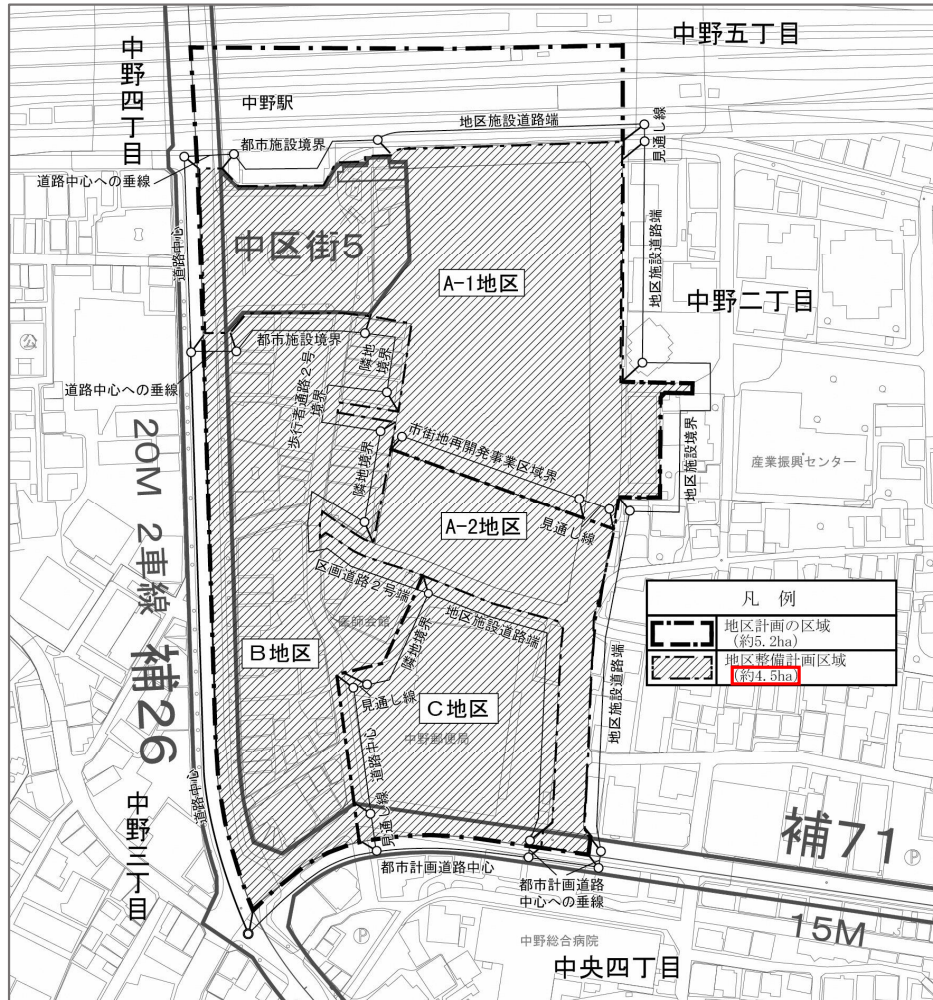 中野五丁目
中野四丁目
中野駅
地区施設道路端
見通し線
都市施設境界
道路中心への垂線
道路中心
中区街5
A-1地区
地区施設道路端
中野二丁目
都市施設境界
隣地境界
道路中心への垂線
歩行者通路2号境界
地区施設境界
市街地再開発事業区域界
隣地境界
産業振興センター
公
20M 2車線 補26
A-2地区
見通し線
区画道路2号端
医師会館
地区施設道路端
隣地境界
B地区
凡 例
地区計画の区域
(約5.2ha)
地区整備計画区域
(約4.5ha)
地区施設道路端
見通し線
C地区
中野郵便局
道路中心
道路中心
見通し線
中野三丁目
補71
P
都市計画道路中心
都市計画道路
中心への垂線
15M
P
中野総合病院
中央四丁目